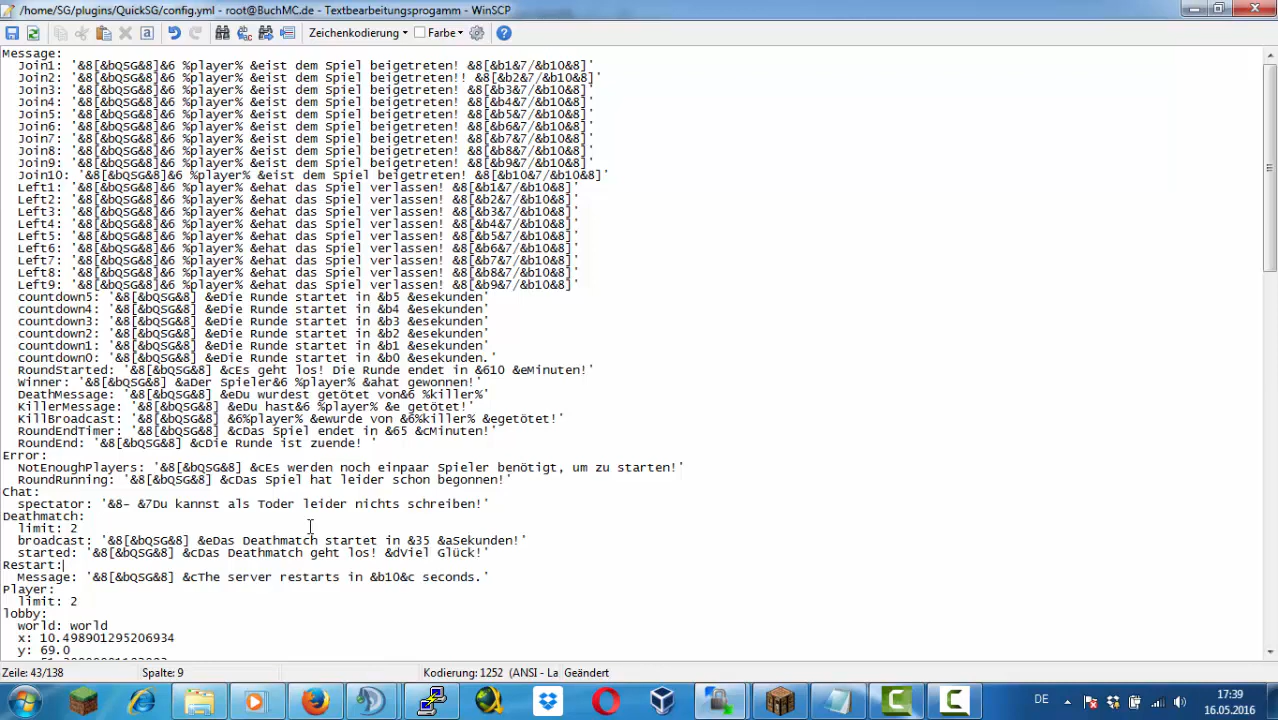 /home/SG/plugins/QuickSG/config.yml - root@BuchMC.de - Textbearbeitungsprogamm - WinSCP
Zeichenkodierung Farbe
Message:
Join1: '&8[&bQSG&8]&6 %player% &eist dem Spiel beigetreten! &8[&b1&7/&b10&8]'
Join2: '&8[&bQSG&8]&6 %player% &eist dem Spiel beigetreten!! &8[&b2&7/&b10&8]'
Join3: '&8[&bQSG&8]&6 %player% &eist dem Spiel beigetreten! &8[&b3&7/&b10&8]'
Join4: '&8[&bQSG&8]&6 %player% &eist dem Spiel beigetreten! &8[&b4&7/&b10&8]'
Join5: '&8[&bQSG&8]&6 %player% &eist dem Spiel beigetreten! &8[&b5&7/&b10&8]'
Join6: '&8[&bQSG&8]&6 %player% &eist dem Spiel beigetreten! &8[&b6&7/&b10&8]'
Join7: '&8[&bQSG&8]&6 %player% &eist dem Spiel beigetreten! &8[&b7&7/&b10&8]'
Join8: '&8[&bQSG&8]&6 %player% &eist dem Spiel beigetreten! &8[&b8&7/&b10&8]'
Join9: '&8[&bQSG&8]&6 %player% &eist dem Spiel beigetreten! &8[&b9&7/&b10&8]'
Join10: '&8[&bQSG&8]&6 %player% &eist dem Spiel beigetreten! &8[&b10&7/&b10&8]'
Left1: '&8[&bQSG&8]&6 %player% &ehat das Spiel verlassen! &8[&b1&7/&b10&8]'
Left2: '&8[&bQSG&8]&6 %player% &ehat das Spiel verlassen! &8[&b2&7/&b10&8]'
Left3: '&8[&bQSG&8]&6 %player% &ehat das Spiel verlassen! &8[&b3&7/&b10&8]'
Left4: '&8[&bQSG&8]&6 %player% &ehat das Spiel verlassen! &8[&b4&7/&b10&8]'
Left5: '&8[&bQSG&8]&6 %player% &ehat das Spiel verlassen! &8[&b5&7/&b10&8]'
Left6: '&8[&bQSG&8]&6 %player% &ehat das Spiel verlassen! &8[&b6&7/&b10&8]'
Left7: '&8[&bQSG&8]&6 %player% &ehat das Spiel verlassen! &8[&b7&7/&b10&8]'
Left8: '&8[&bQSG&8]&6 %player% &ehat das Spiel verlassen! &8[&b8&7/&b10&8]'
Left9: '&8[&bQSG&8]&6 %player% &ehat das Spiel verlassen! &8[&b9&7/&b10&8]'
countdown5: '&8[&bQSG&8] &eDie Runde startet in &b5 &esekunden'
countdown4: '&8[&bQSG&8] &eDie Runde startet in &b4 &esekunden'
countdown3: '&8[&bQSG&8] &eDie Runde startet in &b3 &esekunden'
countdown2: '&8[&bQSG&8] &eDie Runde startet in &b2 &esekunden'
countdown1: '&8[&bQSG&8] &eDie Runde startet in &b1 &esekunden'
countdown0: '&8[&bQSG&8] &eDie Runde startet in &b0 &esekunden.'
RoundStarted: '&8[&bQSG&8] &cEs geht los! Die Runde endet in &610 &eMinuten!'
Winner: '&8[&bQSG&8] &aDer Spieler&6 %player% &ahat gewonnen!'
DeathMessage: '&8[&bQSG&8] &eDu wurdest getötet von&6 %killer%'
KillerMessage: '&8[&bQSG&8] &eDu hast&6 %player% &e getötet!'
KillBroadcast: '&8[&bQSG&8] &6%player% &ewurde von &6%killer% &egetötet!'
RoundEndTimer: '&8[&bQSG&8] &cDas Spiel endet in &65 &cMinuten!'
RoundEnd: '&8[&bQSG&8] &cDie Runde ist zuende! '
Error:
NotEnoughPlayers: '&8[&bQSG&8] &cEs werden noch einpaar Spieler benötigt, um zu starten!'
RoundRunning: '&8[&bQSG&8] &cDas Spiel hat leider schon begonnen!'
Chat:
spectator: '&8- &7Du kannst als Toder leider nichts schreiben!'
Deathmatch:
limit: 2
broadcast: '&8[&bQSG&8] &eDas Deathmatch startet in &35 &aSekunden!'
started: '&8[&bQSG&8] &cDas Deathmatch geht los! &dViel Glück!'
Restart:
Message: '&8[&bQSG&8] &cThe server restarts in &b10&c seconds.'
Player:
limit: 2
lobby:
world: world
x: 10.498901295206934
y: 69.0
Zeile: 43/138 Spalte: 9 Kodierung: 1252 (ANSI - La Geändert
DE 17:39
16.05.2016